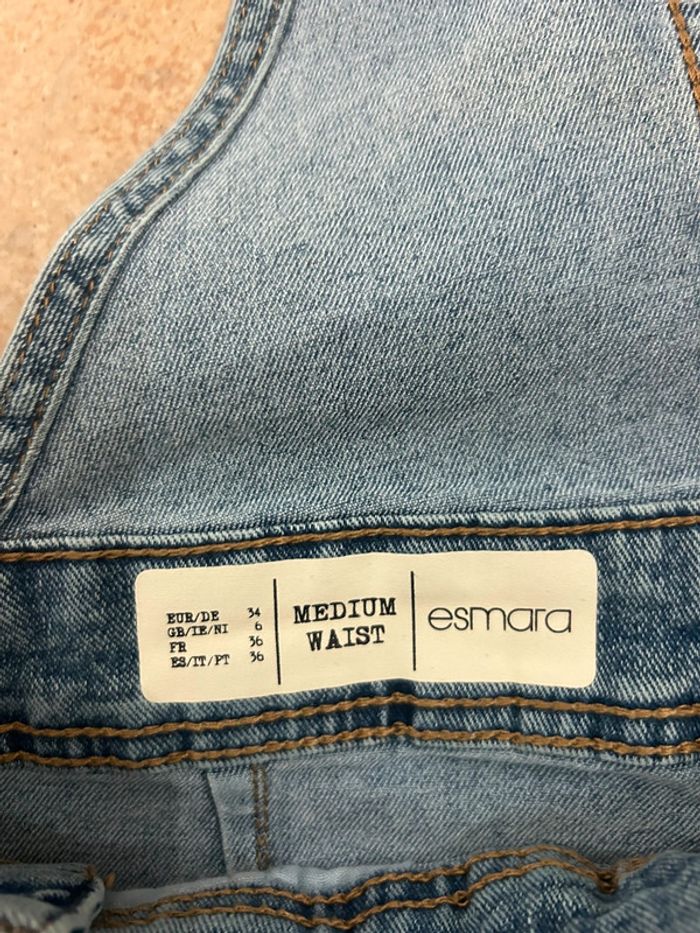 EUR/DE 34
GB/IE/NI 6
FR 36
ES/IT/PT 36
MEDIUM
WAIST
esmara